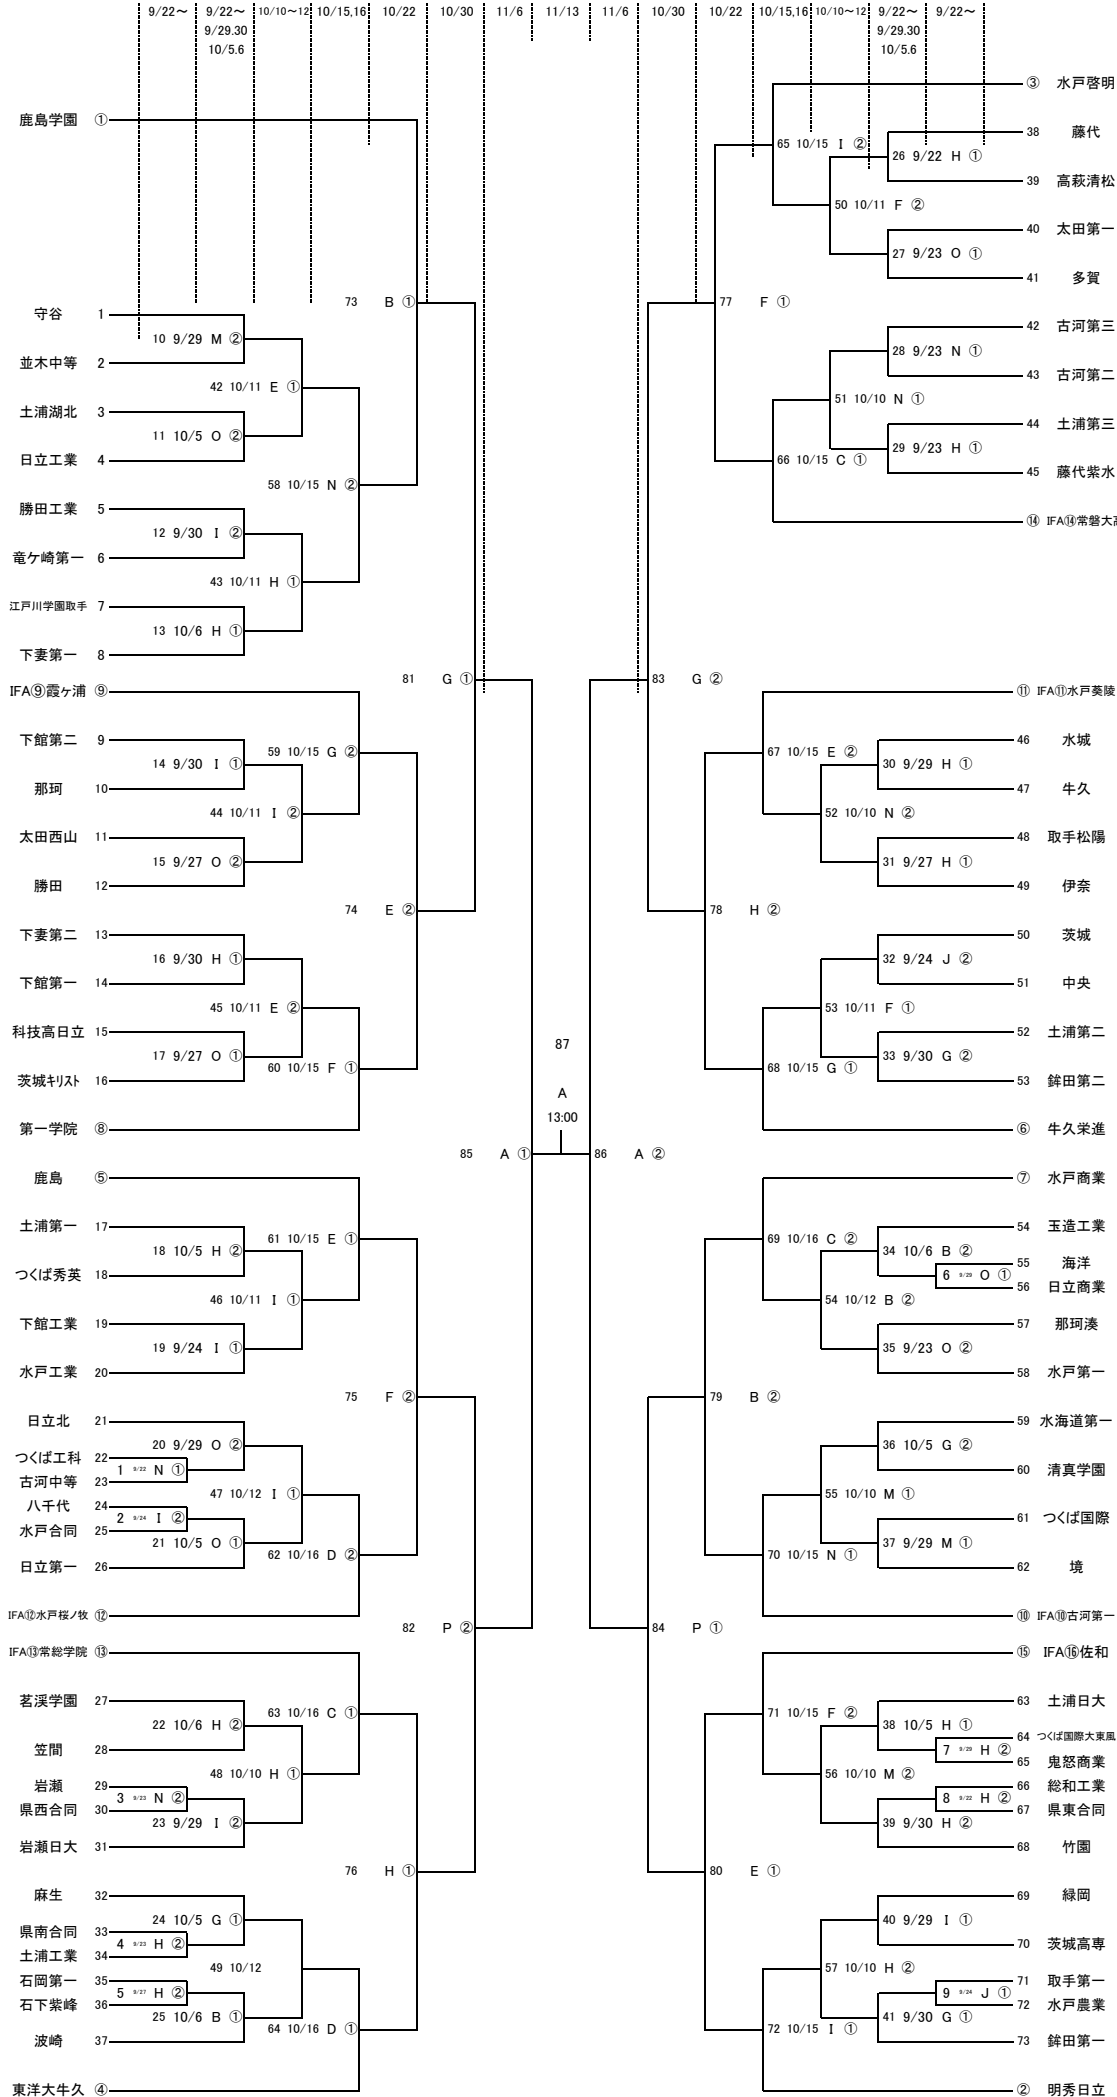 9/22～ 9/22～ 10/10～12 10/15,16 10/22 10/30 11/6 11/13 11/6 10/30 10/22 10/15,16 10/10～12 9/22～ 9/22～
9/29.30 9/29.30
10/5.6 10/5.6
鹿島学園 ①
73 B ①
守谷 1
10 9/29 M ②
並木中等 2
42 10/11 E ①
土浦湖北 3
11 10/5 O ②
日立工業 4
58 10/15 N ②
勝田工業 5
12 9/30 I ②
竜ケ崎第一 6
43 10/11 H ①
江戸川学園取手 7
13 10/6 H ①
下妻第一 8
81 G ①
IFA⑨霞ヶ浦 ⑨
下館第二 9
59 10/15 G ②
14 9/30 I ①
那珂 10
44 10/11 I ②
太田西山 11
15 9/27 O ②
勝田 12
74 E ②
下妻第二 13
16 9/30 H ①
下館第一 14
45 10/11 E ②
科技高日立 15
17 9/27 O ①
60 10/15 F ①
茨城キリスト 16
第一学院 ⑧
85 A ①
鹿島 ⑤
土浦第一 17
61 10/15 E ①
18 10/5 H ②
つくば秀英 18
46 10/11 I ①
下館工業 19
19 9/24 I ①
水戸工業 20
75 F ②
日立北 21
20 9/29 O ②
つくば工科 22
1 9/22 N ①
古河中等 23
47 10/12 I ①
八千代 24
2 9/24 I ②
水戸合同 25
21 10/5 O ①
62 10/16 D ②
日立第一 26
IFA⑫水戸桜ノ牧 ⑫
82 P ②
IFA⑬常総学院 ⑬
茗渓学園 27
63 10/16 C ①
22 10/6 H ②
笠間 28
48 10/10 H ①
岩瀬 29
3 9/23 N ②
県西合同 30
23 9/29 I ②
岩瀬日大 31
76 H ①
麻生 32
24 10/5 G ①
県南合同 33
4 9/23 H ②
土浦工業 34
49 10/12
石岡第一 35
5 9/27 H ②
石下紫峰 36
25 10/6 B ①
64 10/16 D ①
波崎 37
東洋大牛久 ④
87
A
13:00
③ 水戸啓明
38 藤代
65 10/15 I ②
26 9/22 H ①
39 高萩清松
50 10/11 F ②
40 太田第一
27 9/23 O ①
41 多賀
77 F ①
42 古河第三
28 9/23 N ①
43 古河第二
51 10/10 N ①
44 土浦第三
29 9/23 H ①
66 10/15 C ①
45 藤代紫水
⑭ IFA⑭常磐大
83 G ②
⑪ IFA⑪水戸葵陵
46 水城
67 10/15 E ②
30 9/29 H ①
47 牛久
52 10/10 N ②
48 取手松陽
31 9/27 H ①
49 伊奈
78 H ②
50 茨城
32 9/24 J ②
51 中央
53 10/11 F ①
52 土浦第二
33 9/30 G ②
68 10/15 G ①
53 鉾田第二
⑥ 牛久栄進
86 A ②
⑦ 水戸商業
54 玉造工業
69 10/16 C ②
34 10/6 B ②
55 海洋
6 9/29 O ①
56 日立商業
54 10/12 B ②
57 那珂湊
35 9/23 O ②
58 水戸第一
79 B ②
59 水海道第一
36 10/5 G ②
60 清真学園
55 10/10 M ①
61 つくば国際
37 9/29 M ①
70 10/15 N ①
62 境
⑩ IFA⑩古河第一
84 P ①
⑮ IFA⑯佐和
63 土浦日大
71 10/15 F ②
38 10/5 H ①
64 つくば国際大東風
7 9/29 H ②
65 鬼怒商業
56 10/10 M ②
66 総和工業
8 9/22 H ②
67 県東合同
39 9/30 H ②
68 竹園
80 E ①
69 緑岡
40 9/29 I ①
70 茨城高専
57 10/10 H ②
71 取手第一
9 9/24 J ①
72 水戸農業
41 9/30 G ①
72 10/15 I ①
73 鉾田第一
② 明秀日立